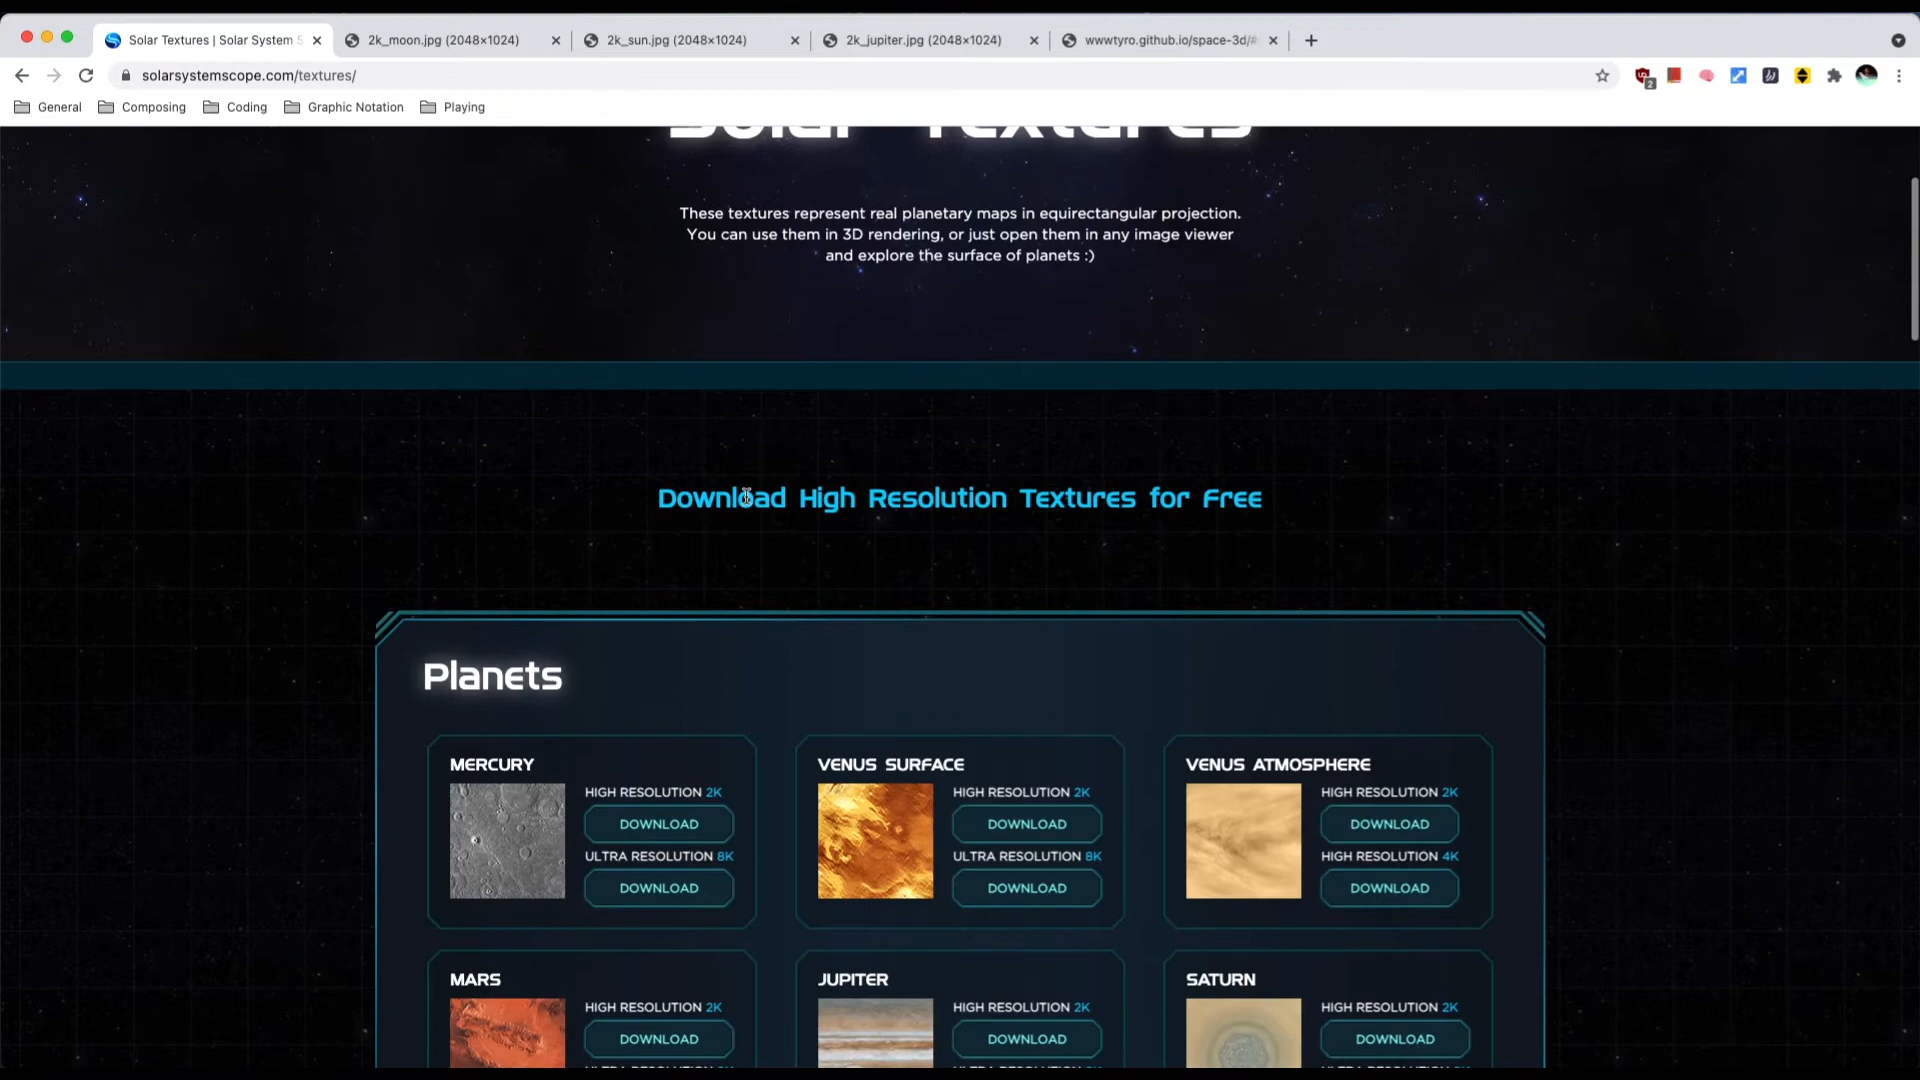 Solar Textures | Solar System S
2k_moon.jpg (2048×1024)
2k_sun.jpg (2048×1024)
2k_jupiter.jpg (2048×1024)
wwwtyro.github.io/space-3d/#
solarsystemscope.com/textures/
2
General
Composing
Coding
Graphic Notation
Playing
Solar Textures
These textures represent real planetary maps in equirectangular projection.
You can use them in 3D rendering, or just open them in any image viewer
and explore the surface of planets :)
Download High Resolution Textures for Free
Planets
MERCURY
HIGH RESOLUTION 2K
DOWNLOAD
ULTRA RESOLUTION 8K
DOWNLOAD
VENUS SURFACE
HIGH RESOLUTION 2K
DOWNLOAD
ULTRA RESOLUTION 8K
DOWNLOAD
VENUS ATMOSPHERE
HIGH RESOLUTION 2K
DOWNLOAD
HIGH RESOLUTION 4K
DOWNLOAD
MARS
HIGH RESOLUTION 2K
DOWNLOAD
JUPITER
HIGH RESOLUTION 2K
DOWNLOAD
SATURN
HIGH RESOLUTION 2K
DOWNLOAD